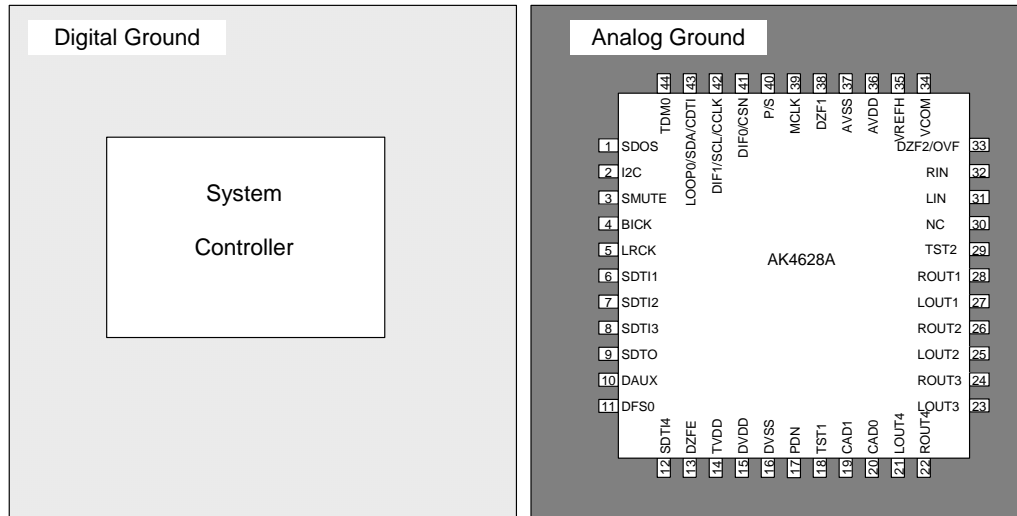 Digital Ground
System
Controller
Analog Ground
44 TDM0
43 LOOP0/SDA/CDTI
42 DIF1/SCL/CCLK
41 DIF0/CSN
40 P/S
39 MCLK
38 DZF1
37 AVSS
36 AVDD
35 VREFH
34 VCOM
1 SDOS
2 I2C
3 SMUTE
4 BICK
5 LRCK
6 SDTI1
7 SDTI2
8 SDTI3
9 SDTO
10 DAUX
11 DFS0
AK4628A
DZF2/OVF 33
RIN 32
LIN 31
NC 30
TST2 29
ROUT1 28
LOUT1 27
ROUT2 26
LOUT2 25
ROUT3 24
LOUT3 23
12 SDTI4
13 DZFE
14 TVDD
15 DVDD
16 DVSS
17 PDN
18 TST1
19 CAD1
20 CAD0
21 LOUT4
22 ROUT4